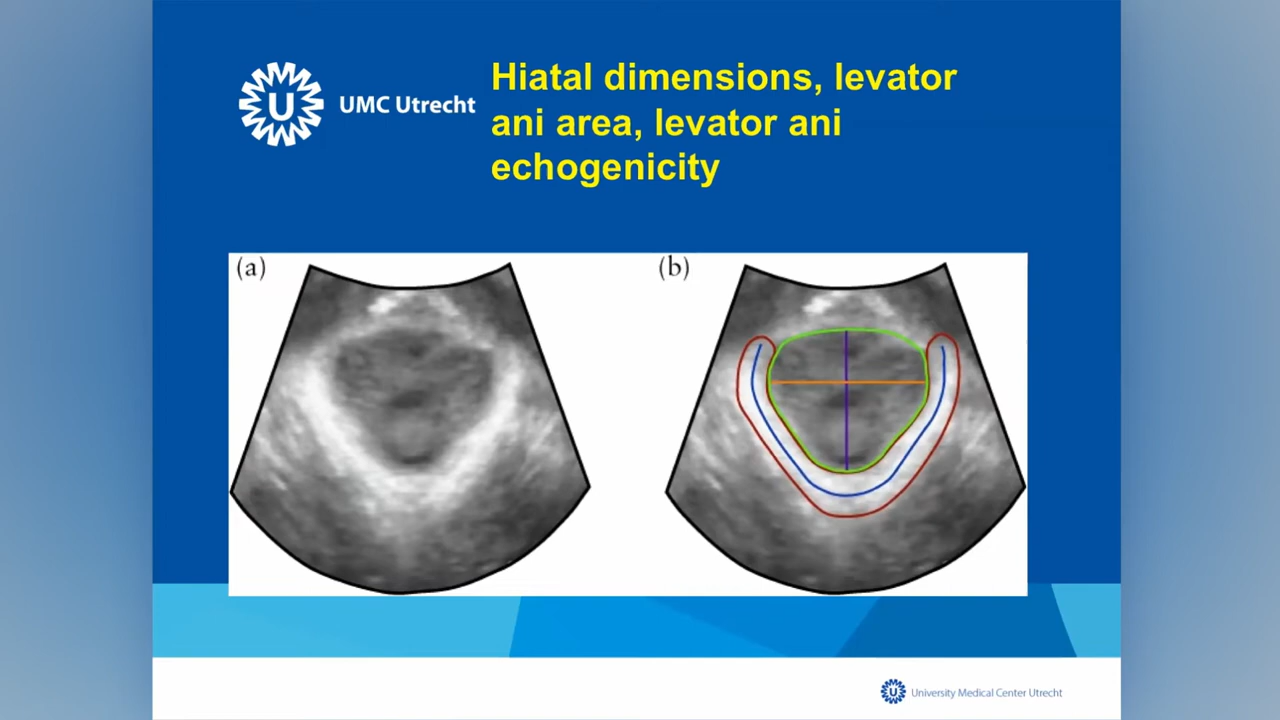 UMC Utrecht
Hiatal dimensions, levator
ani area, levator ani
echogenicity
(a)
(b)
University Medical Center Utrecht